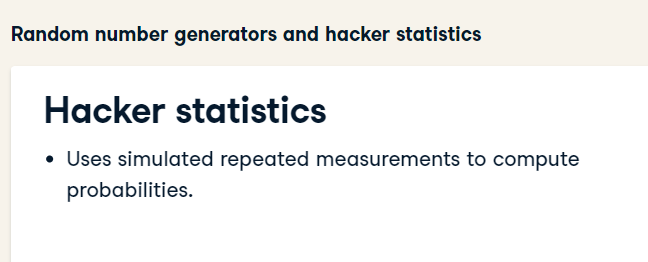 Random number generators and hacker statistics
Hacker statistics
• Uses simulated repeated measurements to compute
probabilities.